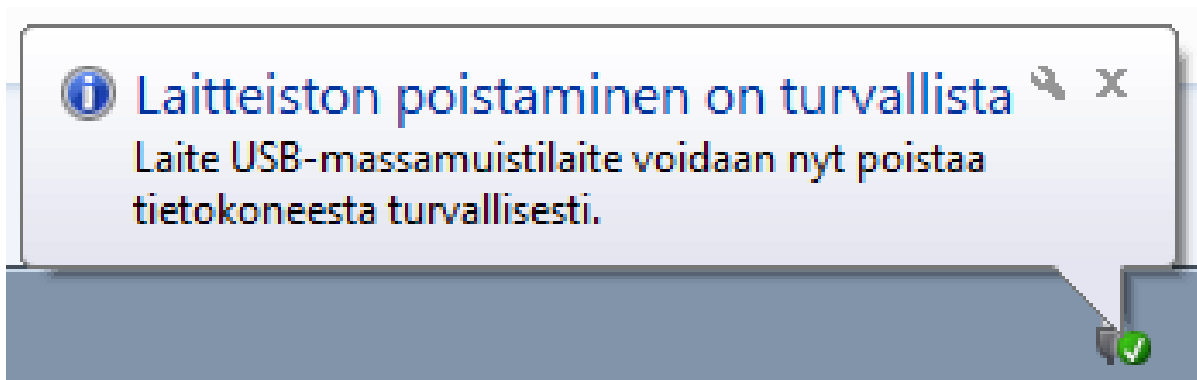 Laitteiston poistaminen on turvallista
Laite USB-massamuistilaite voidaan nyt poistaa
tietokoneesta turvallisesti.